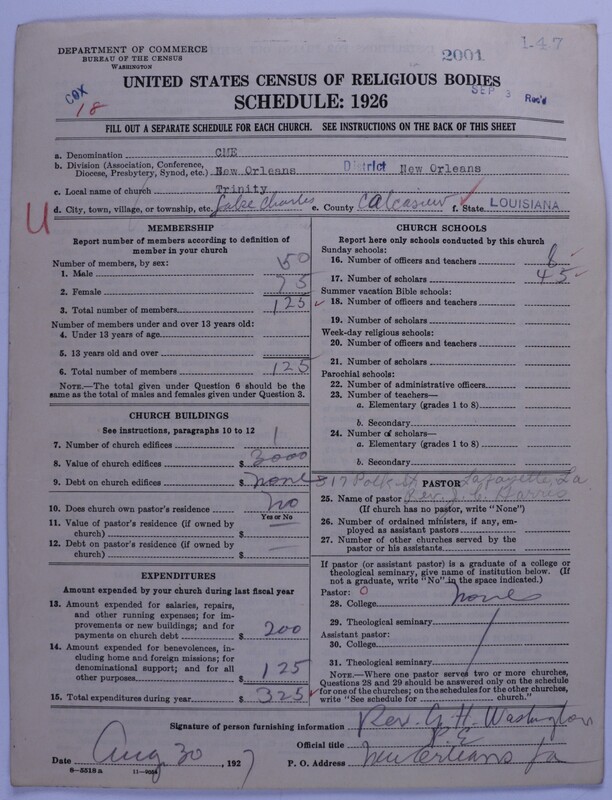 1-47
DEPARTMENT OF COMMERCE
BUREAU OF THE CENSUS
WASHINGTON
2001
UNITED STATES CENSUS OF RELIGIOUS BODIES
SEP 3 Rec'd
COX
18
SCHEDULE: 1926
FILL OUT A SEPARATE SCHEDULE FOR EACH CHURCH. SEE INSTRUCTIONS ON THE BACK OF THIS SHEET
a. Denomination CME
b. Division (Association, Conference, Diocese, Presbytery, Synod, etc.) New Orleans District New Orleans
c. Local name of church Trinity
d. City, town, village, or township, etc. Lake Charles e. County Calcasieu f. State LOUISIANA
U
MEMBERSHIP
Report number of members according to definition of
member in your church
Number of members, by sex:
1. Male 50
2. Female 75
3. Total number of members 125
Number of members under and over 13 years old:
4. Under 13 years of age
5. 13 years old and over
6. Total number of members 125
NOTE.—The total given under Question 6 should be
same as the total of males and females given under Question 3.
CHURCH BUILDINGS
See instructions, paragraphs 10 to 12
7. Number of church edifices 1
8. Value of church edifices $ 3000
9. Debt on church edifices $ none
10. Does church own pastor's residence? no
Yes or No
11. Value of pastor's residence (if owned by
church) $
12. Debt on pastor's residence (if owned by
church) $
EXPENDITURES
Amount expended by your church during last fiscal year
13. Amount expended for salaries, repairs,
and other running expenses; for im-
provements or new buildings; and for
payments on church debt $ 200
14. Amount expended for benevolences, in-
cluding home and foreign missions; for
denominational support; and for all
other purposes $ 125
15. Total expenditures during year $ 325
CHURCH SCHOOLS
Report here only schools conducted by this church
Sunday schools:
16. Number of officers and teachers 8
17. Number of scholars 45
Summer vacation Bible schools:
18. Number of officers and teachers
19. Number of scholars
Week-day religious schools:
20. Number of officers and teachers
21. Number of scholars
Parochial schools:
22. Number of administrative officers
23. Number of teachers—
a. Elementary (grades 1 to 8)
b. Secondary
24. Number of scholars—
a. Elementary (grades 1 to 8)
b. Secondary
817 Polk St Lafayette, La
PASTOR
25. Name of pastor Rev. J. C. Harris
(If church has no pastor, write "None")
26. Number of ordained ministers, if any, em-
ployed as assistant pastors
27. Number of other churches served by the
pastor or his assistants
If pastor (or assistant pastor) is a graduate of a college or
theological seminary, give name of institution below. (If
not a graduate, write "No" in the space indicated.)
Pastor: O
28. College none
29. Theological seminary
Assistant pastor:
30. College
31. Theological seminary
NOTE.—Where one pastor serves two or more churches,
Questions 28 and 29 should be answered only on the schedule
for one of the churches; on the schedules for the other churches,
write "See schedule for church."
Signature of person furnishing information Rev. G. H. Washington
Official title P. E
Date Aug 30, 1927 P. O. Address New Orleans La
8—5518 a 11—9054